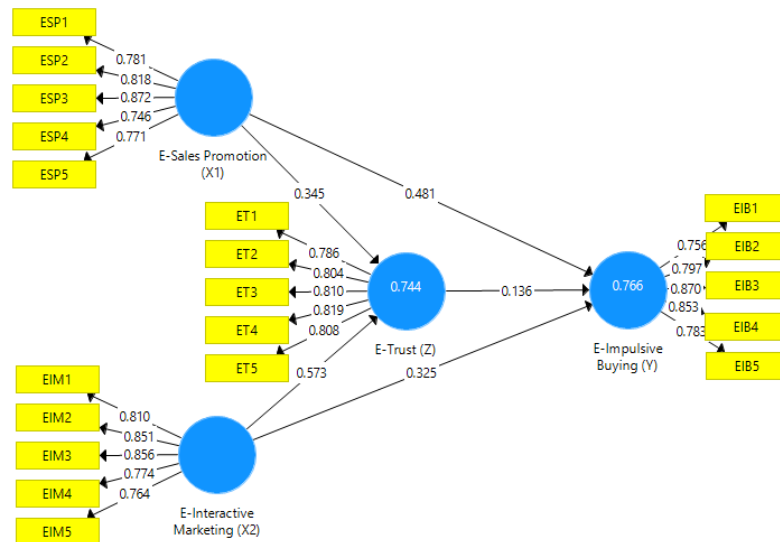 ESP1
ESP2
ESP3
ESP4
ESP5
0.781
0.818
0.872
0.746
0.771
E-Sales Promotion
(X1)
0.345
0.481
ET1
ET2
ET3
ET4
ET5
0.786
0.804
0.810
0.819
0.808
0.744
E-Trust (Z)
0.136
0.766
E-Impulsive
Buying (Y)
0.756
0.797
0.870
0.853
0.783
EIB1
EIB2
EIB3
EIB4
EIB5
0.573
0.325
EIM1
EIM2
EIM3
EIM4
EIM5
0.810
0.851
0.856
0.774
0.764
E-Interactive
Marketing (X2)